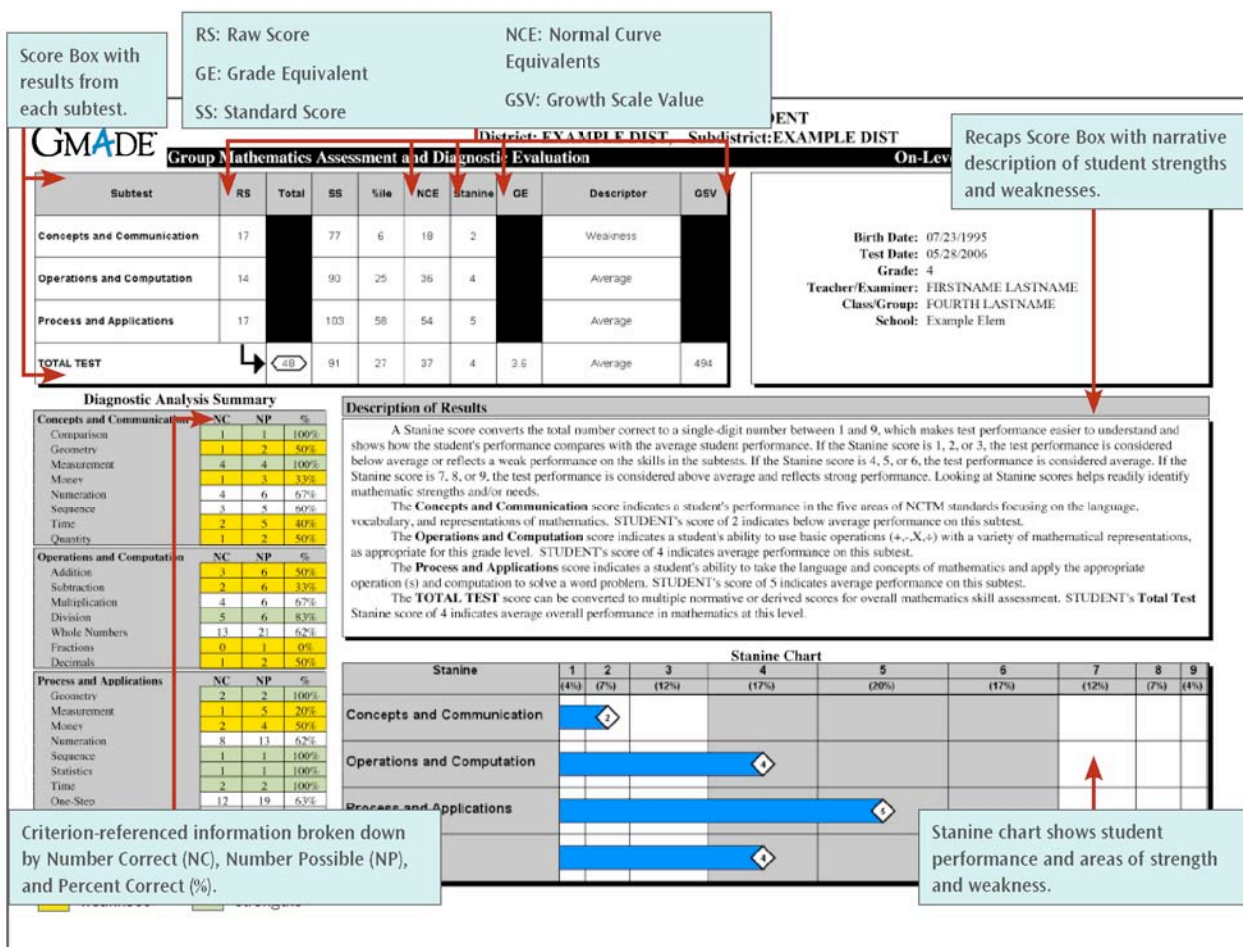 Score Box with
results from
each subtest.
RS: Raw Score
GE: Grade Equivalent
SS: Standard Score
NCE: Normal Curve
Equivalents
GSV: Growth Scale Value
Recaps Score Box with narrative
description of student strengths
and weaknesses.
GMADE
District: EXAMPLE DIST, Subdistrict:EXAMPLE DIST
Group Mathematics Assessment and Diagnostic Evaluation On-Leve
Subtest RS Total SS %ile NCE Stanine GE Descriptor GSV
Concepts and Communication 17 77 6 18 2 Weakness
Operations and Computation 14 90 25 36 4 Average
Process and Applications 17 103 58 54 5 Average
TOTAL TEST 48 91 27 37 4 3.6 Average 494
Birth Date: 07/23/1995
Test Date: 05/28/2006
Grade: 4
Teacher/Examiner: FIRSTNAME LASTNAME
Class/Group: FOURTH LASTNAME
School: Example Elem
Diagnostic Analysis Summary
Concepts and Communication NC NP %
Comparison 1 1 100%
Geometry 1 2 50%
Measurement 4 4 100%
Money 1 3 33%
Numeration 4 6 67%
Sequence 3 5 60%
Time 2 5 40%
Quantity 1 2 50%
Operations and Computation NC NP %
Addition 3 6 50%
Subtraction 2 6 33%
Multiplication 4 6 67%
Division 5 6 83%
Whole Numbers 13 21 62%
Fractions 0 1 0%
Decimals 1 2 50%
Process and Applications NC NP %
Geometry 2 2 100%
Measurement 1 5 20%
Money 2 4 50%
Numeration 8 13 62%
Sequence 1 1 100%
Statistics 1 1 100%
Time 2 2 100%
One-Step 12 19 63%
Description of Results
A Stanine score converts the total number correct to a single-digit number between 1 and 9, which makes test performance easier to understand and
shows how the student's performance compares with the average student performance. If the Stanine score is 1, 2, or 3, the test performance is considered
below average or reflects a weak performance on the skills in the subtests. If the Stanine score is 4, 5, or 6, the test performance is considered average. If the
Stanine score is 7, 8, or 9, the test performance is considered above average and reflects strong performance. Looking at Stanine scores helps readily identify
mathematic strengths and/or needs.
The Concepts and Communication score indicates a student's performance in the five areas of NCTM standards focusing on the language,
vocabulary, and representations of mathematics. STUDENT's score of 2 indicates below average performance on this subtest.
The Operations and Computation score indicates a student's ability to use basic operations (+,-,X,÷) with a variety of mathematical representations,
as appropriate for this grade level. STUDENT's score of 4 indicates average performance on this subtest.
The Process and Applications score indicates a student's ability to take the language and concepts of mathematics and apply the appropriate
operation (s) and computation to solve a word problem. STUDENT's score of 5 indicates average performance on this subtest.
The TOTAL TEST score can be converted to multiple normative or derived scores for overall mathematics skill assessment. STUDENT's Total Test
Stanine score of 4 indicates average overall performance in mathematics at this level.
Stanine Chart
Stanine 1 2 3 4 5 6 7 8 9
(4%) (7%) (12%) (17%) (20%) (17%) (12%) (7%) (4%)
Concepts and Communication 2
Operations and Computation 4
Process and Applications 5
4
Criterion-referenced information broken down
by Number Correct (NC), Number Possible (NP),
and Percent Correct (%).
Stanine chart shows student
performance and areas of strength
and weakness.